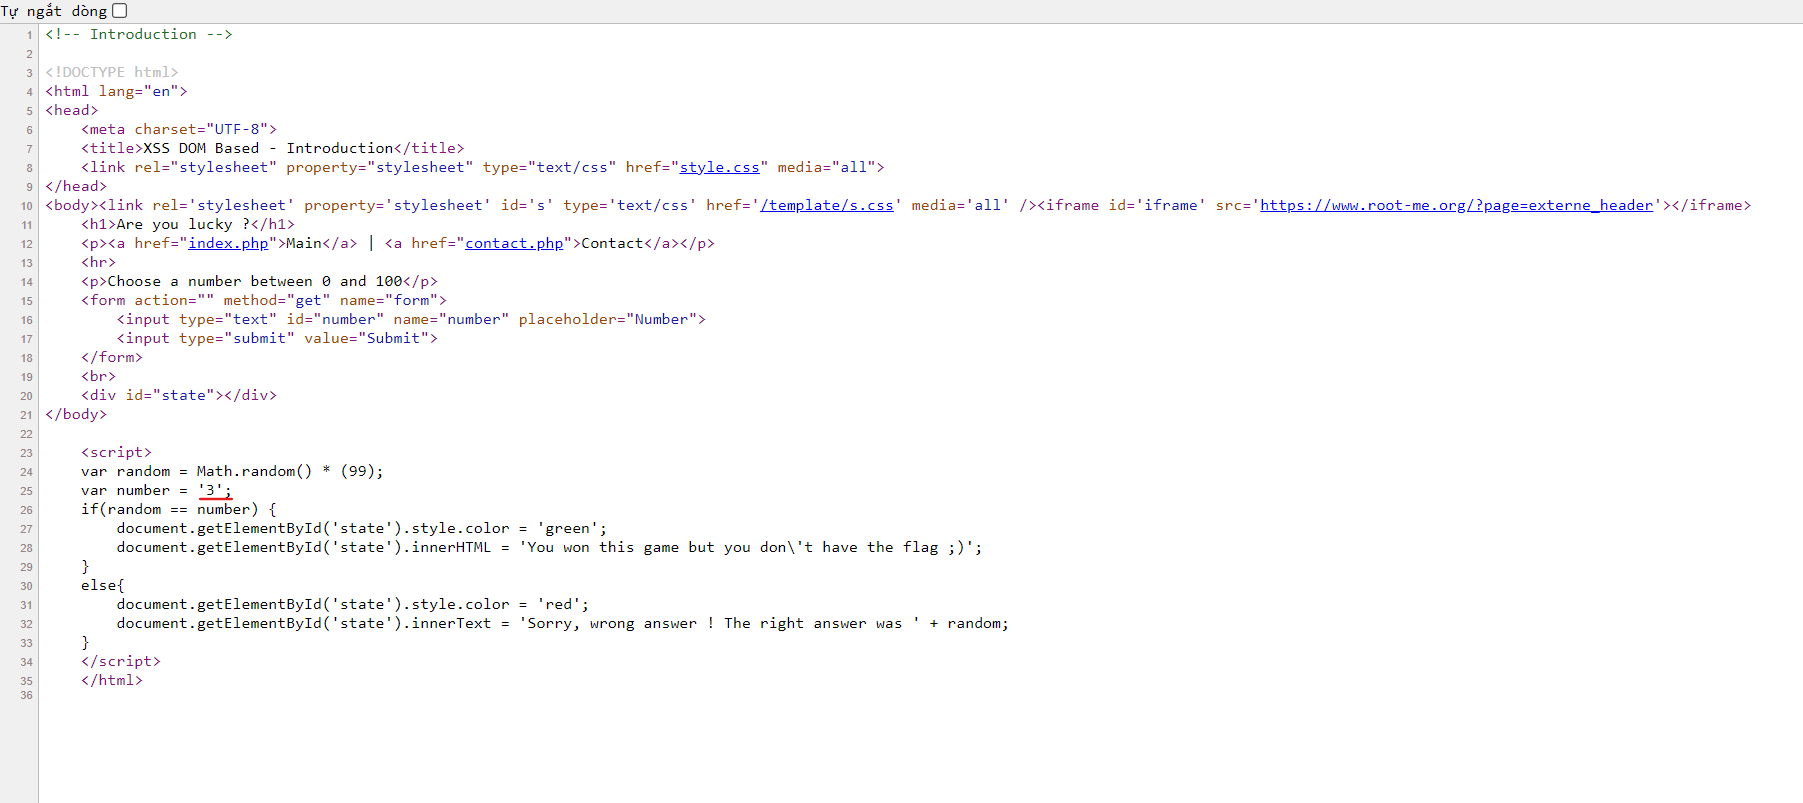 Tự ngắt dòng
1 <!-- Introduction -->
2
3 <!DOCTYPE html>
4 <html lang="en">
5 <head>
6     <meta charset="UTF-8">
7     <title>XSS DOM Based - Introduction</title>
8     <link rel="stylesheet" property="stylesheet" type="text/css" href="style.css" media="all">
9 </head>
10 <body><link rel='stylesheet' property='stylesheet' id='s' type='text/css' href='/template/s.css' media='all' /><iframe id='iframe' src='https://www.root-me.org/?page=externe_header'></iframe>
11     <h1>Are you lucky ?</h1>
12     <p><a href="index.php">Main</a> | <a href="contact.php">Contact</a></p>
13     <hr>
14     <p>Choose a number between 0 and 100</p>
15     <form action="" method="get" name="form">
16         <input type="text" id="number" name="number" placeholder="Number">
17         <input type="submit" value="Submit">
18     </form>
19     <br>
20     <div id="state"></div>
21 </body>
22
23     <script>
24     var random = Math.random() * (99);
25     var number = '3';
26     if(random == number) {
27         document.getElementById('state').style.color = 'green';
28         document.getElementById('state').innerHTML = 'You won this game but you don\'t have the flag ;)';
29     }
30     else{
31         document.getElementById('state').style.color = 'red';
32         document.getElementById('state').innerText = 'Sorry, wrong answer ! The right answer was ' + random;
33     }
34     </script>
35     </html>
36